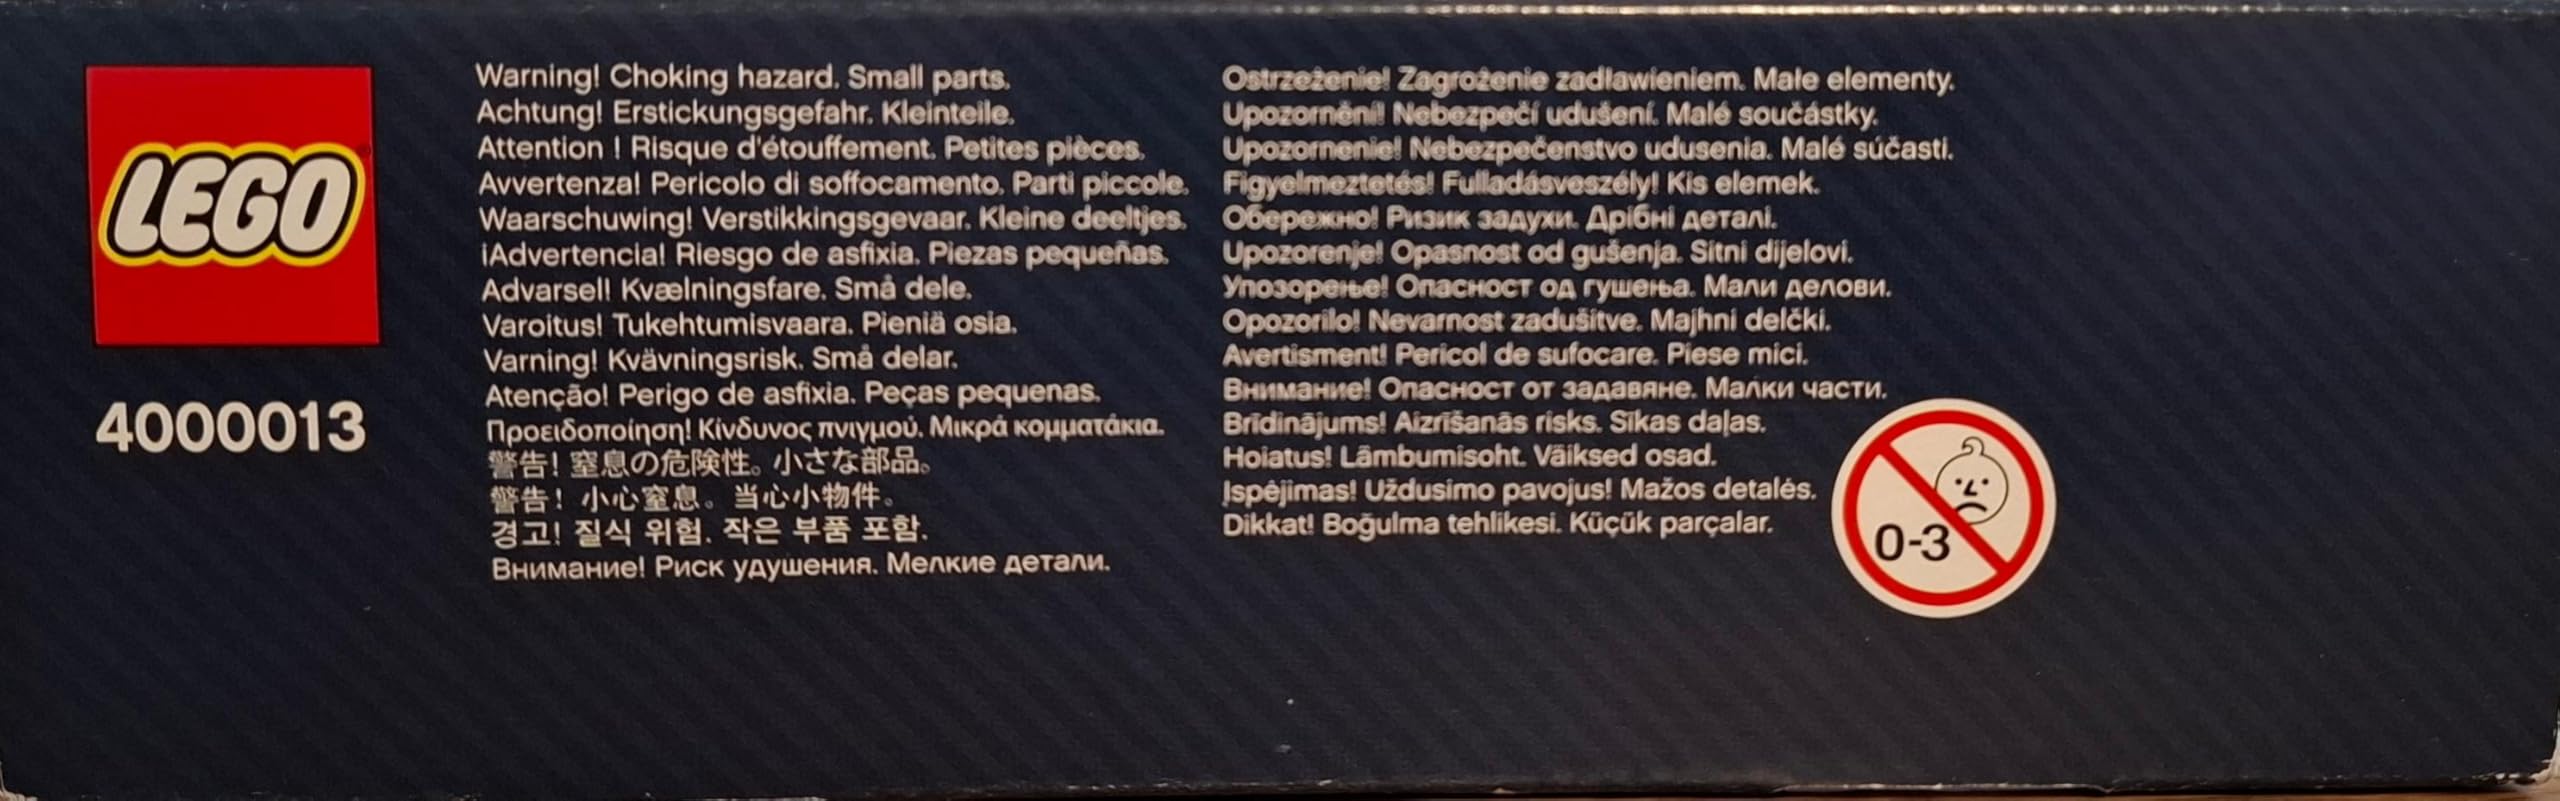 LEGO
4000013
Warning! Choking hazard. Small parts.
Achtung! Erstickungsgefahr. Kleinteile.
Attention ! Risque d'étouffement. Petites pièces.
Avvertenza! Pericolo di soffocamento. Parti piccole.
Waarschuwing! Verstikkingsgevaar. Kleine deeltjes.
¡Advertencia! Riesgo de asfixia. Piezas pequeñas.
Advarsel! Kvælningsfare. Små dele.
Varoitus! Tukehtumisvaara. Pieniä osia.
Varning! Kvävningsrisk. Små delar.
Atenção! Perigo de asfixia. Peças pequenas.
Προειδοποίηση! Κίνδυνος πνιγμού. Μικρά κομματάκια.
警告! 窒息の危険性。小さな部品。
警告! 小心窒息。当心小物件。
경고! 질식 위험. 작은 부품 포함.
Внимание! Риск удушения. Мелкие детали.
Ostrzeżenie! Zagrożenie zadławieniem. Małe elementy.
Upozornění! Nebezpečí udušení. Malé součástky.
Upozornenie! Nebezpečenstvo udusenia. Malé súčasti.
Figyelmeztetés! Fulladásveszély! Kis elemek.
Обережно! Ризик задухи. Дрібні деталі.
Upozorenje! Opasnost od gušenja. Sitni dijelovi.
Упозорење! Опасност од гушења. Мали делови.
Opozorilo! Nevarnost zadušitve. Majhni delčki.
Avertisment! Pericol de sufocare. Piese mici.
Внимание! Опасност от задавяне. Малки части.
Brīdinājums! Aizrīšanās risks. Sīkas daļas.
Hoiatus! Lämbumisoht. Väiksed osad.
Įspėjimas! Uždusimo pavojus! Mažos detalės.
Dikkat! Boğulma tehlikesi. Küçük parçalar.
0-3